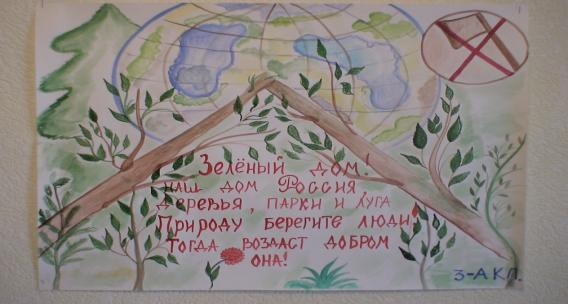 Зелёный дом!
наш дом Россия,
деревья, парки и луга
Природу берегите люди,
тогда воздаст добром
она!
3-А КЛ.